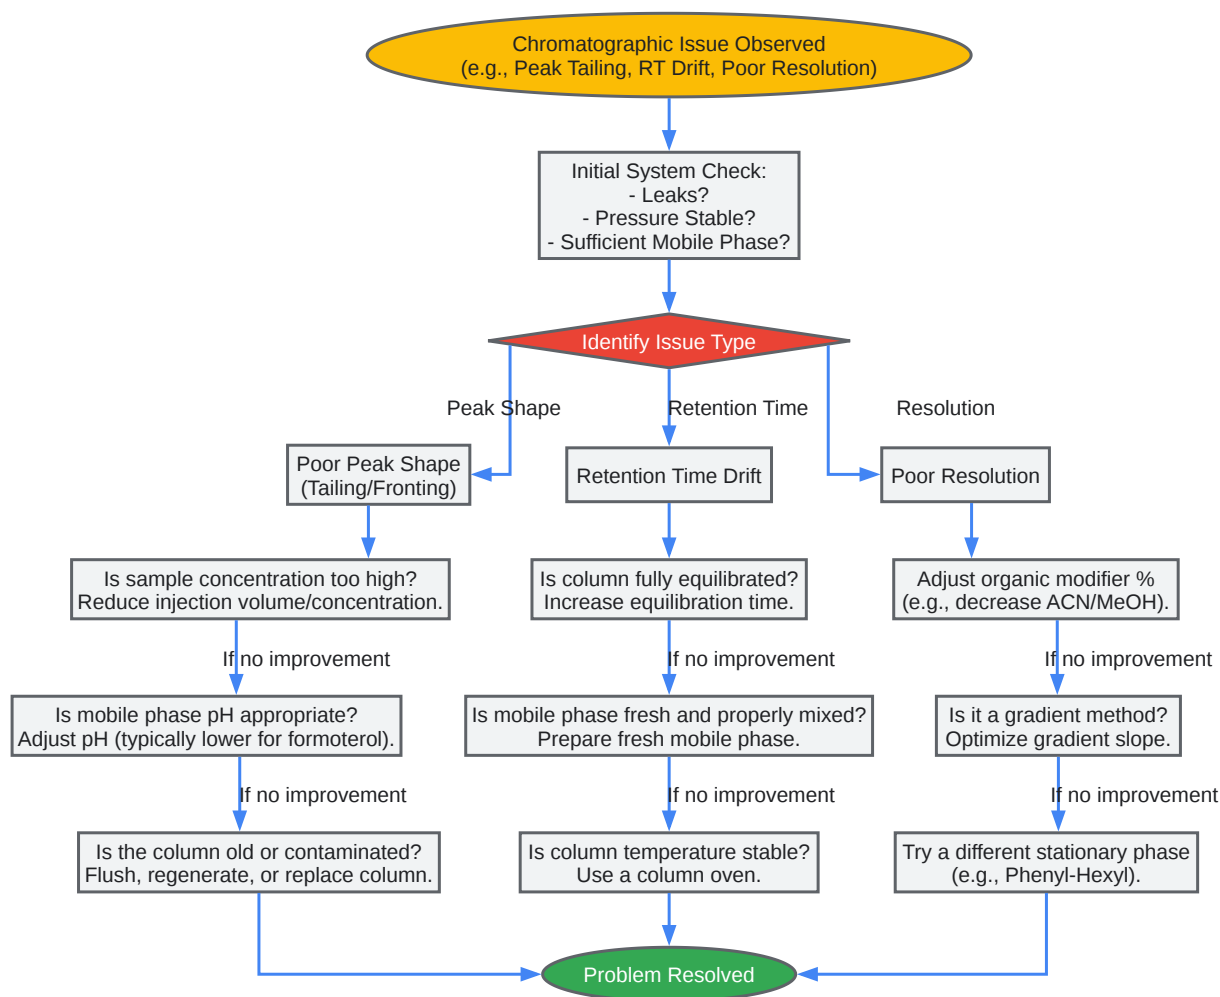 Chromatographic Issue Observed
(e.g., Peak Tailing, RT Drift, Poor Resolution)
Initial System Check:
- Leaks?
- Pressure Stable?
- Sufficient Mobile Phase?
Identify Issue Type
Peak Shape
Retention Time
Resolution
Poor Peak Shape
(Tailing/Fronting)
Retention Time Drift
Poor Resolution
Is sample concentration too high?
Reduce injection volume/concentration.
Is column fully equilibrated?
Increase equilibration time.
Adjust organic modifier %
(e.g., decrease ACN/MeOH).
If no improvement
If no improvement
If no improvement
Is mobile phase pH appropriate?
Adjust pH (typically lower for formoterol).
Is mobile phase fresh and properly mixed?
Prepare fresh mobile phase.
Is it a gradient method?
Optimize gradient slope.
If no improvement
If no improvement
If no improvement
Is the column old or contaminated?
Flush, regenerate, or replace column.
Is column temperature stable?
Use a column oven.
Try a different stationary phase
(e.g., Phenyl-Hexyl).
Problem Resolved